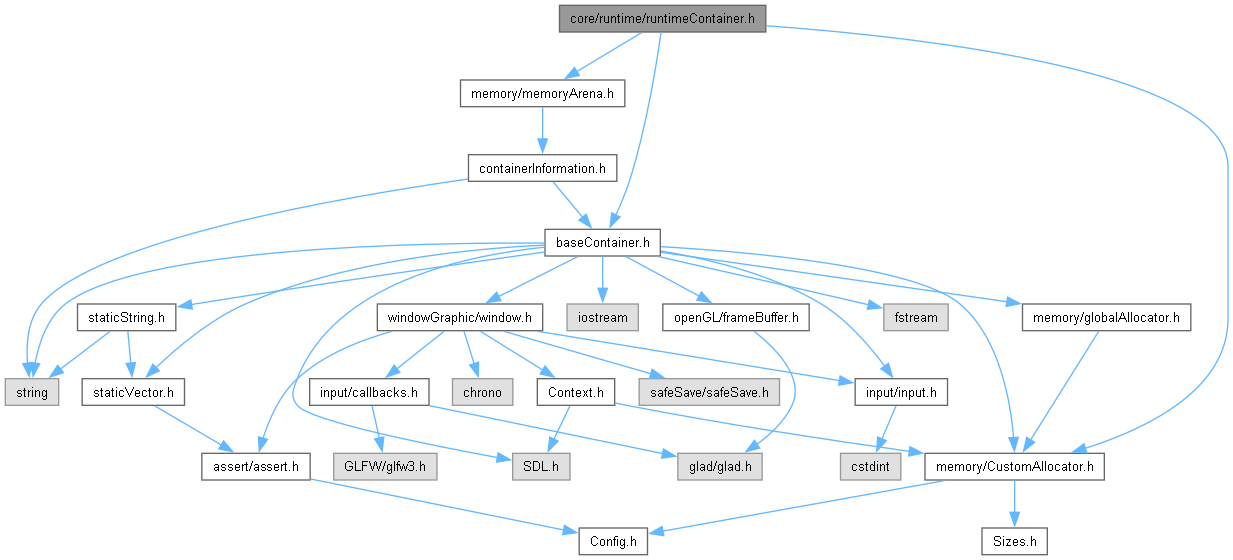 core/runtime/runtimeContainer.h
memory/memoryArena.h
containerInformation.h
baseContainer.h
staticString.h
windowGraphic/window.h
iostream
openGL/frameBuffer.h
fstream
memory/globalAllocator.h
string
staticVector.h
input/callbacks.h
chrono
Context.h
safeSave/safeSave.h
input/input.h
assert/assert.h
GLFW/glfw3.h
SDL.h
glad/glad.h
cstdint
memory/CustomAllocator.h
Config.h
Sizes.h